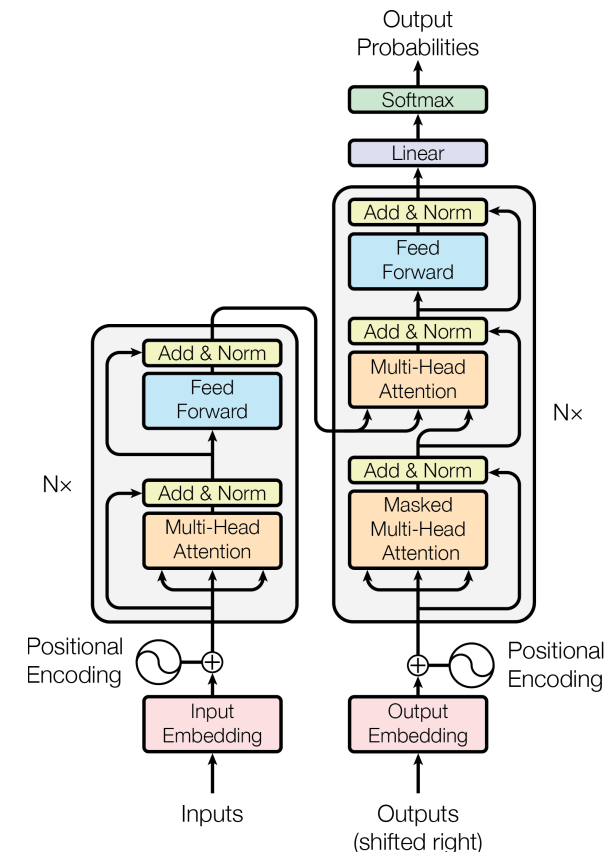 Output
Probabilities
Softmax
Linear
Add & Norm
Feed
Forward
Add & Norm
Multi-Head
Attention
Add & Norm
Masked
Multi-Head
Attention
Nx
Add & Norm
Feed
Forward
Add & Norm
Multi-Head
Attention
N×
Positional
Encoding
Positional
Encoding
Input
Embedding
Output
Embedding
Inputs
Outputs
(shifted right)